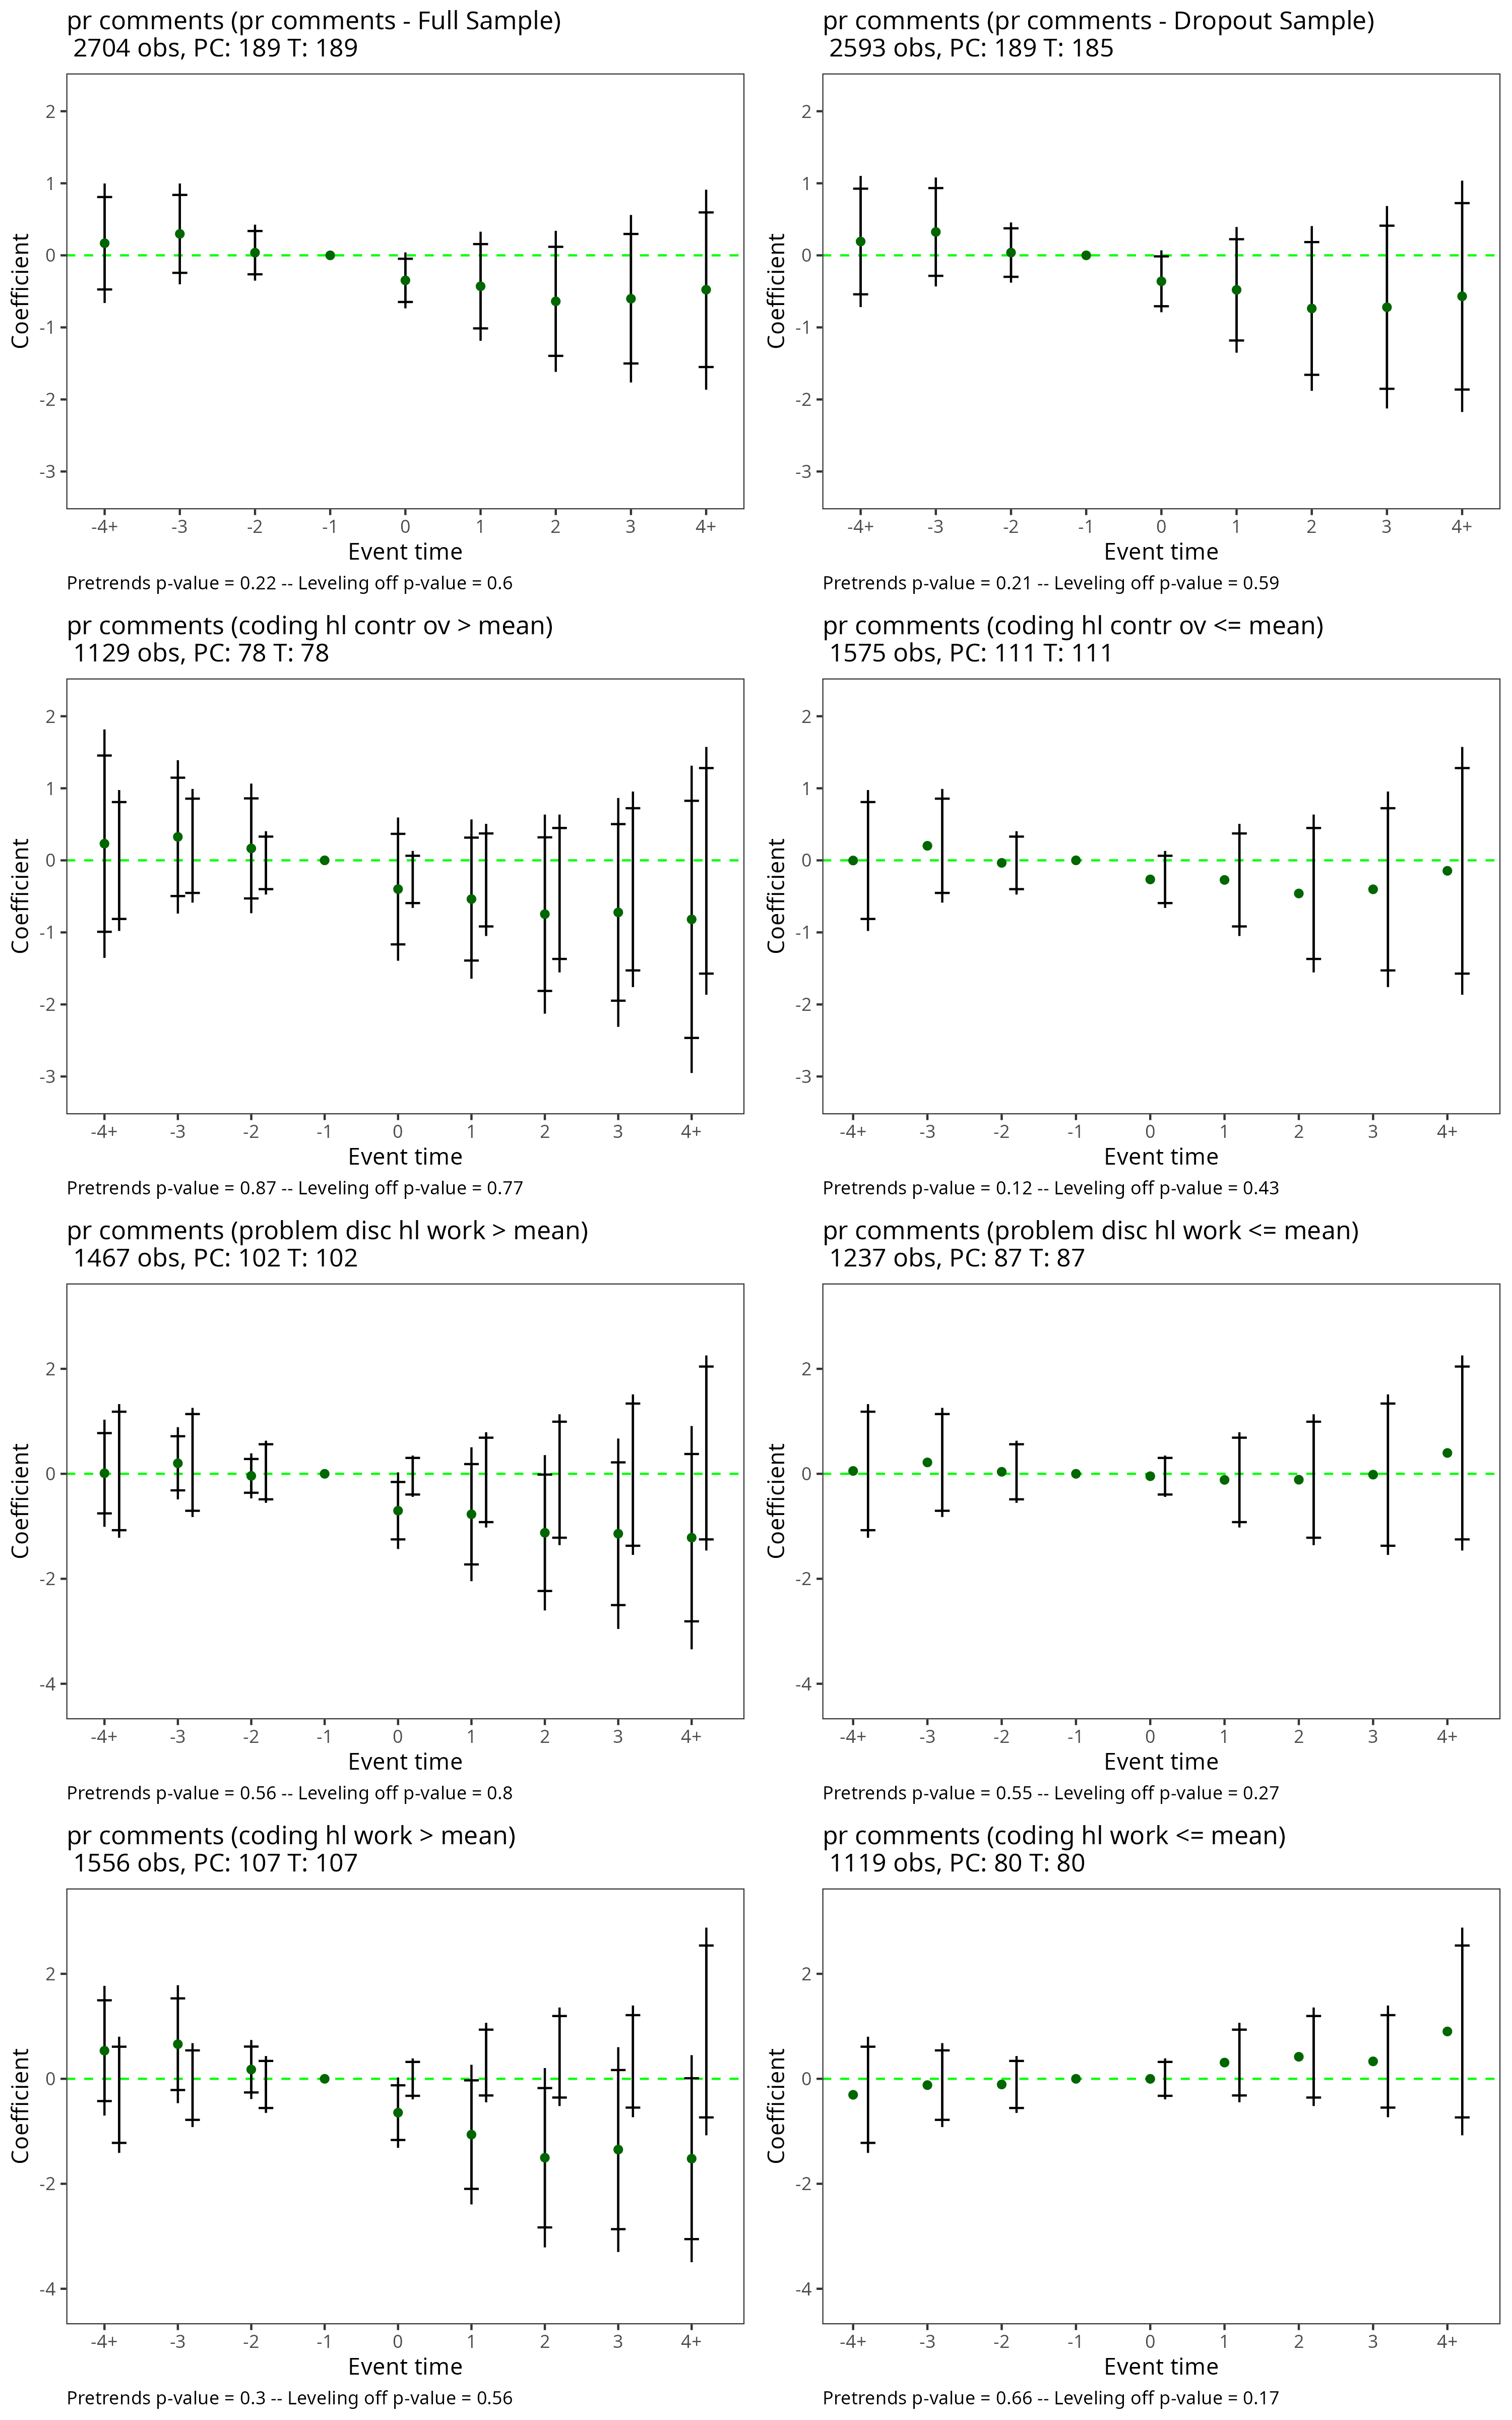 pr comments (pr comments - Full Sample)
2704 obs, PC: 189 T: 189
2
1
0
-1
-2
-3
Coefficient
-4+ -3 -2 -1 0 1 2 3 4+
Event time
Pretrends p-value = 0.22 -- Leveling off p-value = 0.6
pr comments (pr comments - Dropout Sample)
2593 obs, PC: 189 T: 185
2
1
0
-1
-2
-3
Coefficient
-4+ -3 -2 -1 0 1 2 3 4+
Event time
Pretrends p-value = 0.21 -- Leveling off p-value = 0.59
pr comments (coding hl contr ov > mean)
1129 obs, PC: 78 T: 78
2
1
0
-1
-2
-3
Coefficient
-4+ -3 -2 -1 0 1 2 3 4+
Event time
Pretrends p-value = 0.87 -- Leveling off p-value = 0.77
pr comments (coding hl contr ov <= mean)
1575 obs, PC: 111 T: 111
2
1
0
-1
-2
-3
Coefficient
-4+ -3 -2 -1 0 1 2 3 4+
Event time
Pretrends p-value = 0.12 -- Leveling off p-value = 0.43
pr comments (problem disc hl work > mean)
1467 obs, PC: 102 T: 102
2
0
-2
-4
Coefficient
-4+ -3 -2 -1 0 1 2 3 4+
Event time
Pretrends p-value = 0.56 -- Leveling off p-value = 0.8
pr comments (problem disc hl work <= mean)
1237 obs, PC: 87 T: 87
2
0
-2
-4
Coefficient
-4+ -3 -2 -1 0 1 2 3 4+
Event time
Pretrends p-value = 0.55 -- Leveling off p-value = 0.27
pr comments (coding hl work > mean)
1556 obs, PC: 107 T: 107
2
0
-2
-4
Coefficient
-4+ -3 -2 -1 0 1 2 3 4+
Event time
Pretrends p-value = 0.3 -- Leveling off p-value = 0.56
pr comments (coding hl work <= mean)
1119 obs, PC: 80 T: 80
2
0
-2
-4
Coefficient
-4+ -3 -2 -1 0 1 2 3 4+
Event time
Pretrends p-value = 0.66 -- Leveling off p-value = 0.17